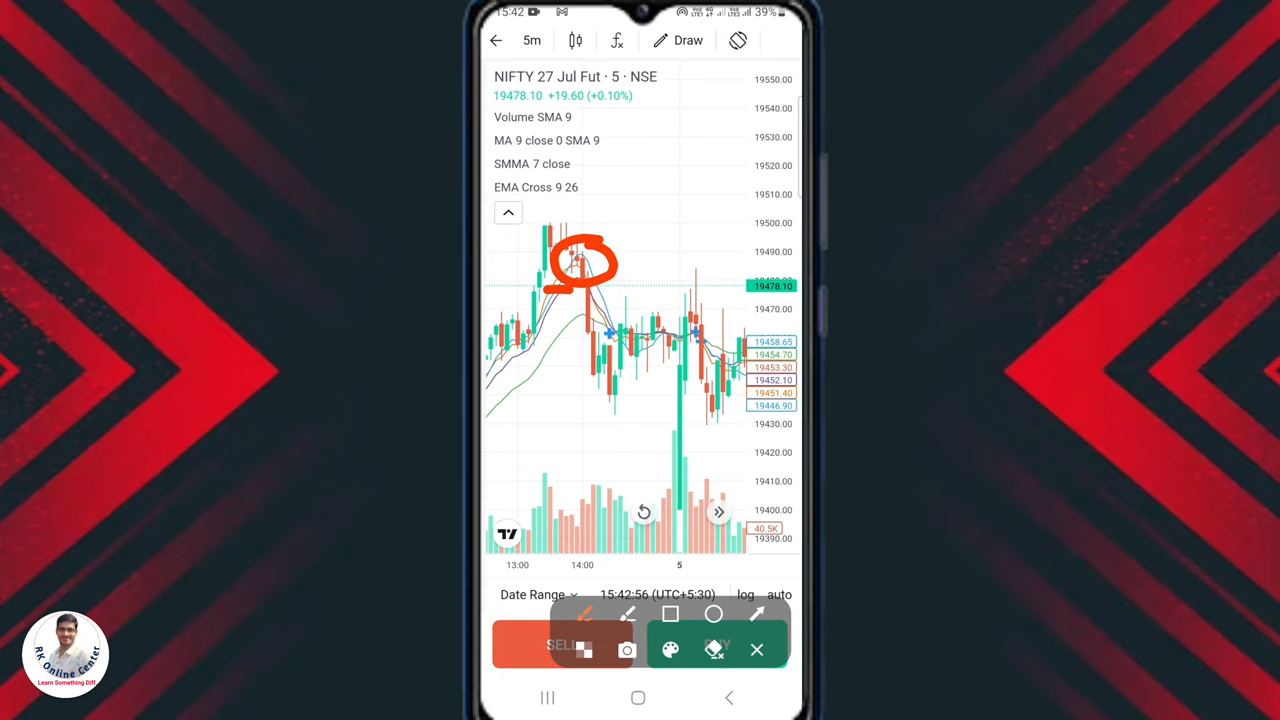 15:42
39%
5m
Draw
NIFTY 27 Jul Fut · 5 · NSE
19478.10 +19.60 (+0.10%)
Volume SMA 9
MA 9 close 0 SMA 9
SMMA 7 close
EMA Cross 9 26
19550.00
19540.00
19530.00
19520.00
19510.00
19500.00
19490.00
19478.10
19470.00
19458.65
19454.70
19453.30
19452.10
19451.40
19446.90
19430.00
19420.00
19410.00
19400.00
40.5K
19390.00
13:00 14:00 5
Date Range 15:42:56 (UTC+5:30) log auto
SELL
BUY
RK Online Center
Learn Something Diff